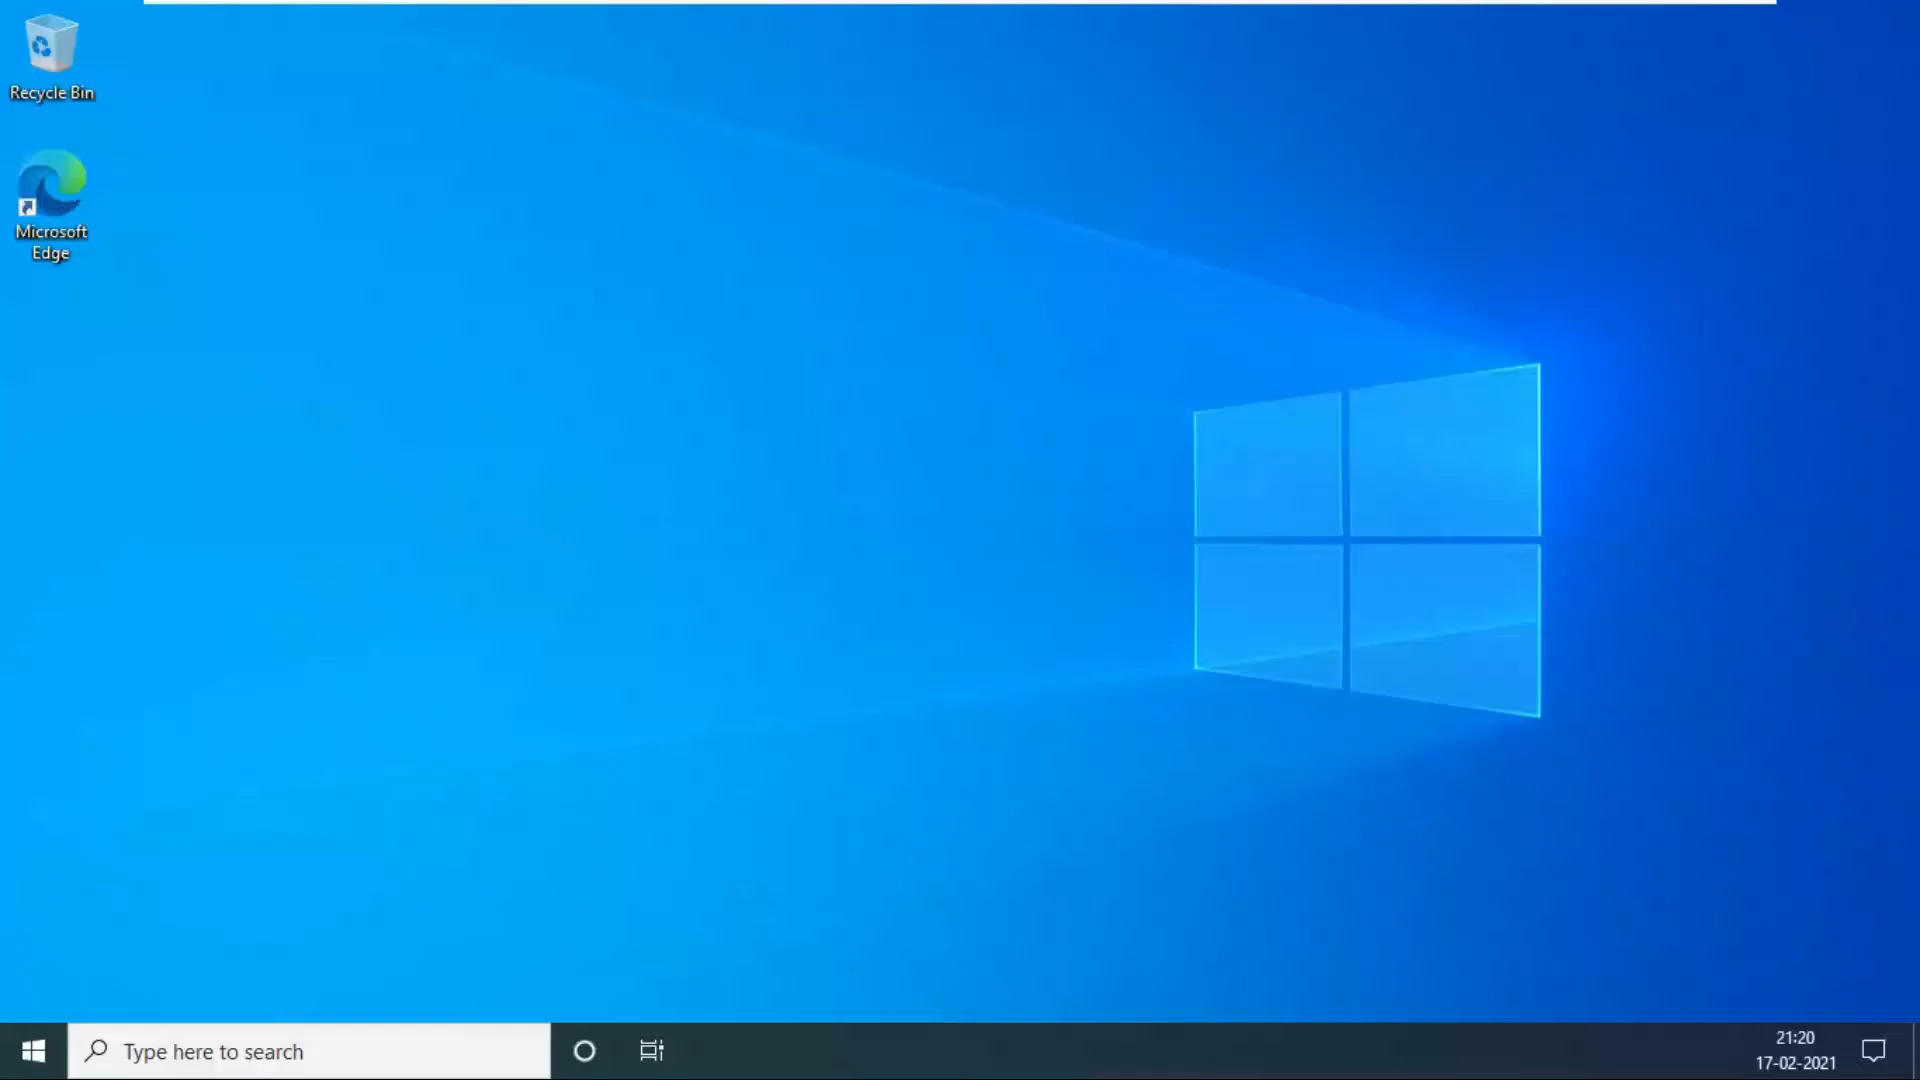 Recycle Bin
Microsoft
Edge
Type here to search
21:20
17-02-2021